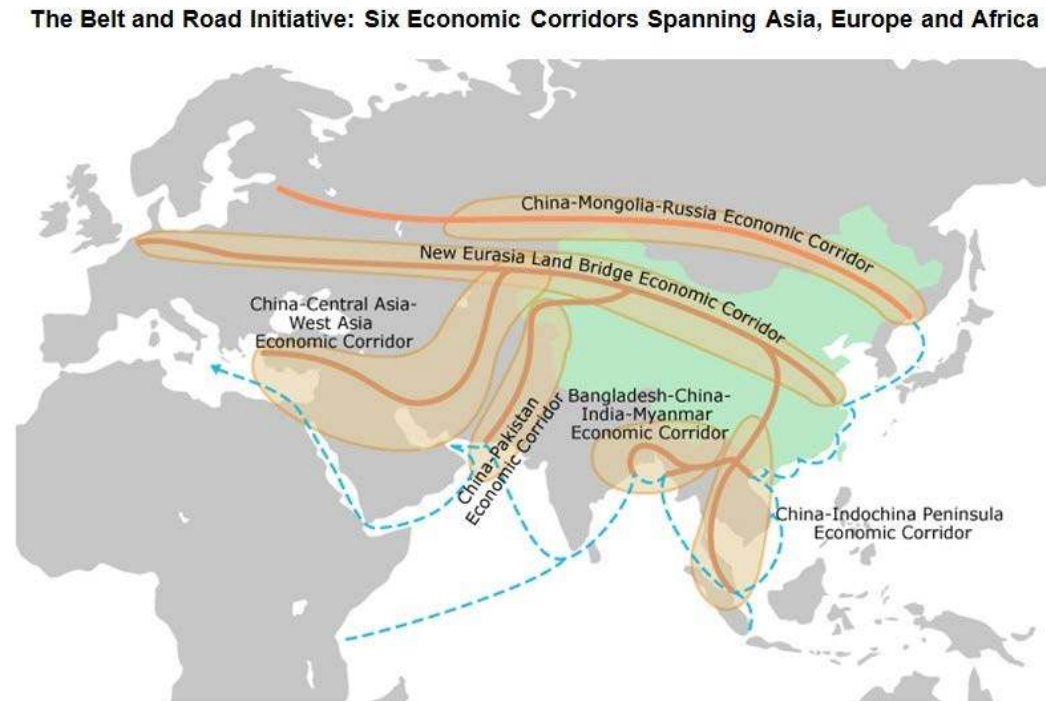 The Belt and Road Initiative: Six Economic Corridors Spanning Asia, Europe and Africa
China-Mongolia-Russia Economic Corridor
New Eurasia Land Bridge Economic Corridor
China-Central Asia-
West Asia
Economic Corridor
China-Pakistan
Economic Corridor
Bangladesh-China-
India-Myanmar
Economic Corridor
China-Indochina Peninsula
Economic Corridor